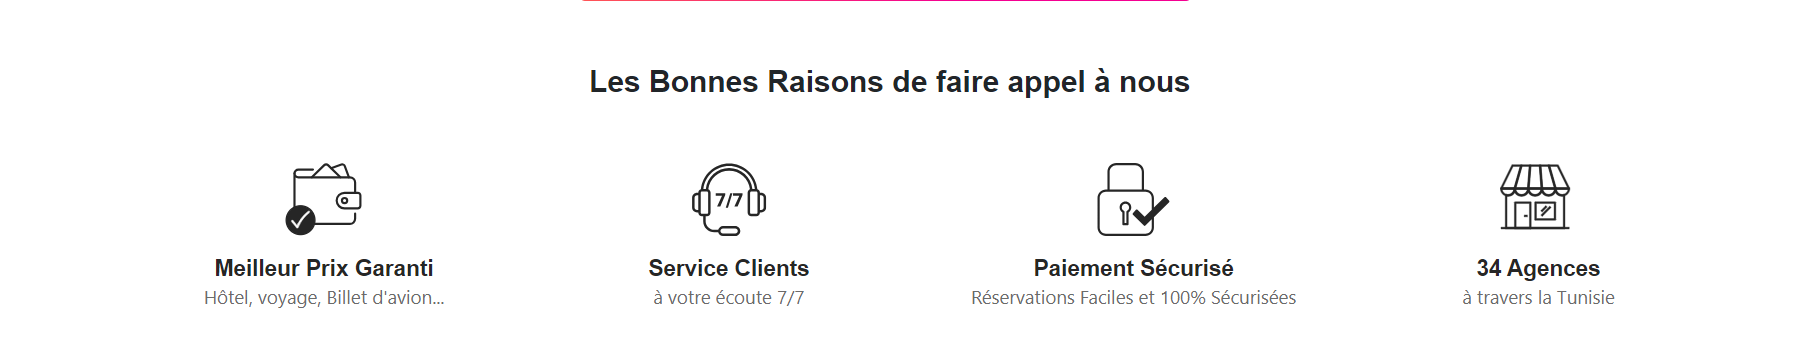 Les Bonnes Raisons de faire appel à nous
7/7
Meilleur Prix Garanti
Hôtel, voyage, Billet d'avion...
Service Clients
à votre écoute 7/7
Paiement Sécurisé
Réservations Faciles et 100% Sécurisées
34 Agences
à travers la Tunisie